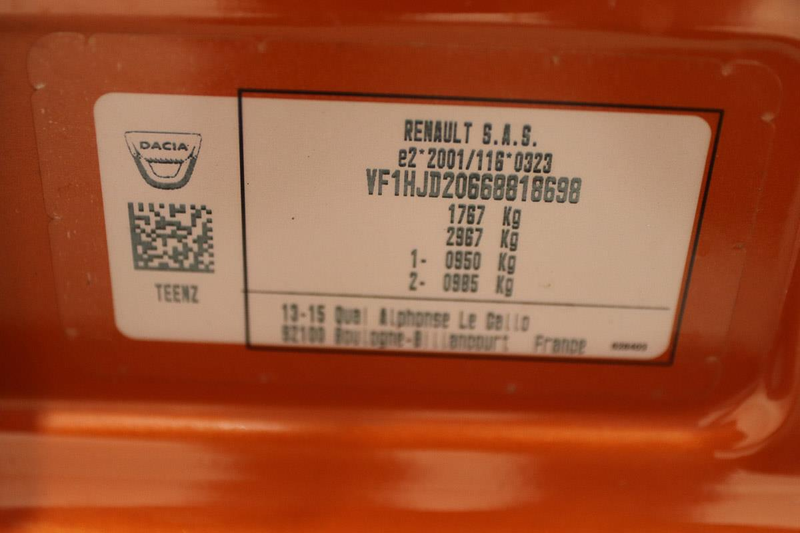 DACIA
TEENZ
RENAULT S.A.S.
e2*2001/116*0323
VF1HJD20668818698
1767 Kg
2967 Kg
1- 0950 Kg
2- 0985 Kg
13-15 Quai Alphonse Le Gallo
92100 Boulogne-Billancourt France